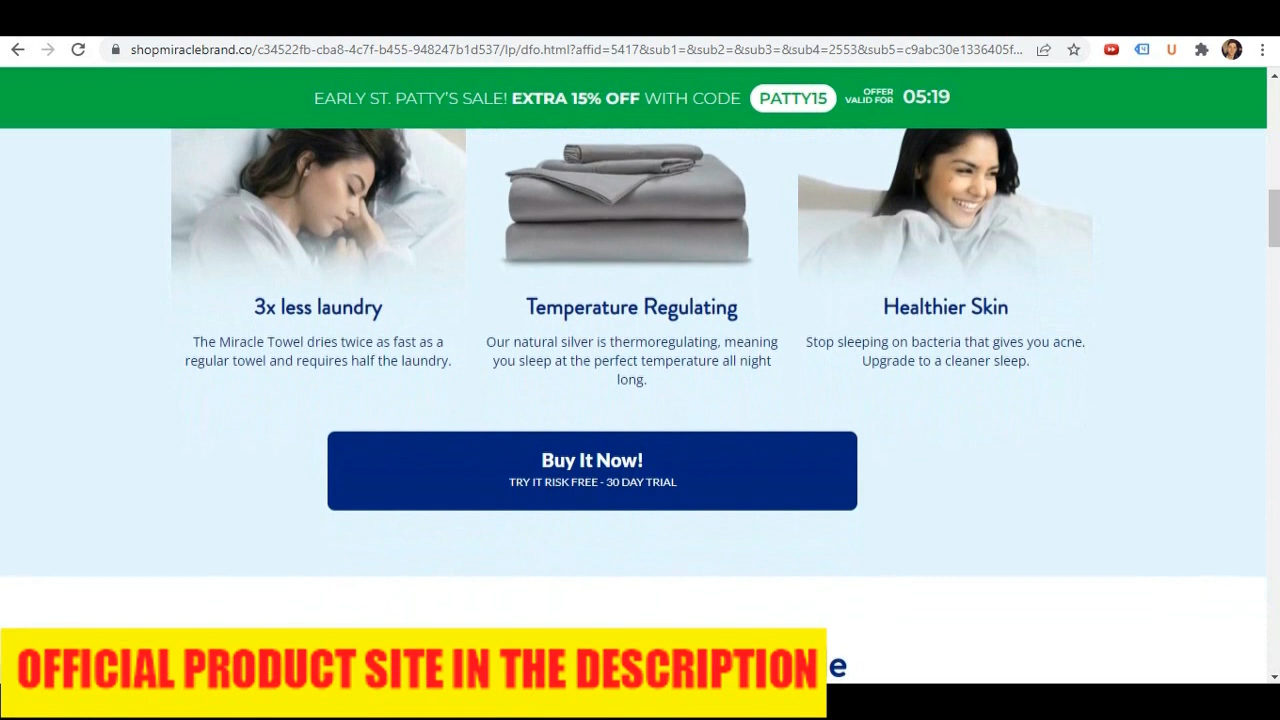 shopmiraclebrand.co/c34522fb-cba8-4c7f-b455-948247b1d537/lp/dfo.html?affid=5417&sub1=&sub2=&sub3=&sub4=2553&sub5=c9abc30e1336405f...
EARLY ST. PATTY'S SALE! EXTRA 15% OFF WITH CODE PATTY15 OFFER VALID FOR 05:19
3x less laundry
The Miracle Towel dries twice as fast as a
regular towel and requires half the laundry.
Temperature Regulating
Our natural silver is thermoregulating, meaning
you sleep at the perfect temperature all night
long.
Healthier Skin
Stop sleeping on bacteria that gives you acne.
Upgrade to a cleaner sleep.
Buy It Now!
TRY IT RISK FREE - 30 DAY TRIAL
OFFICIAL PRODUCT SITE IN THE DESCRIPTION